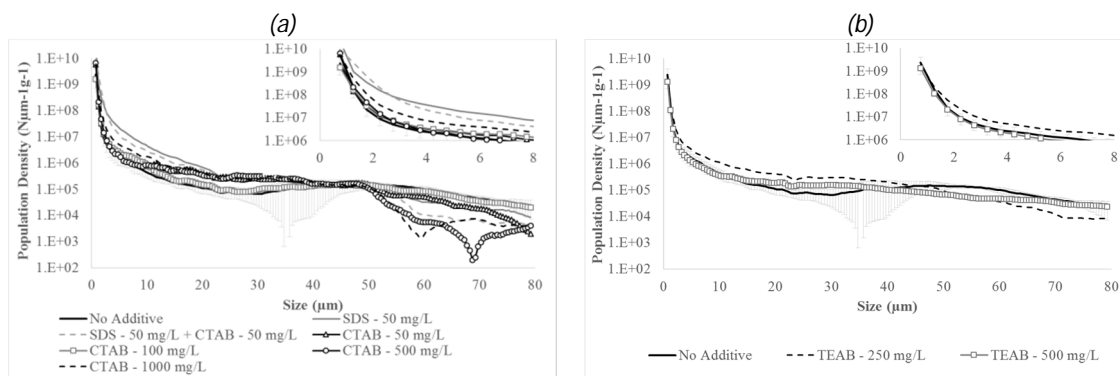 (a)
(b)
Population Density (Nμm-1g-1)
1.E+10
1.E+09
1.E+08
1.E+07
1.E+06
1.E+05
1.E+04
1.E+03
1.E+02
0 10 20 30 40 50 60 70 80
Size (μm)
1.E+10
1.E+09
1.E+08
1.E+07
1.E+06
0 2 4 6 8
No Additive
SDS - 50 mg/L
SDS - 50 mg/L + CTAB - 50 mg/L
CTAB - 50 mg/L
CTAB - 100 mg/L
CTAB - 500 mg/L
CTAB - 1000 mg/L
Population Density (Nμm-1g-1)
1.E+10
1.E+09
1.E+08
1.E+07
1.E+06
1.E+05
1.E+04
1.E+03
1.E+02
0 10 20 30 40 50 60 70 80
Size (μm)
1.E+10
1.E+09
1.E+08
1.E+07
1.E+06
0 2 4 6 8
No Additive
TEAB - 250 mg/L
TEAB - 500 mg/L